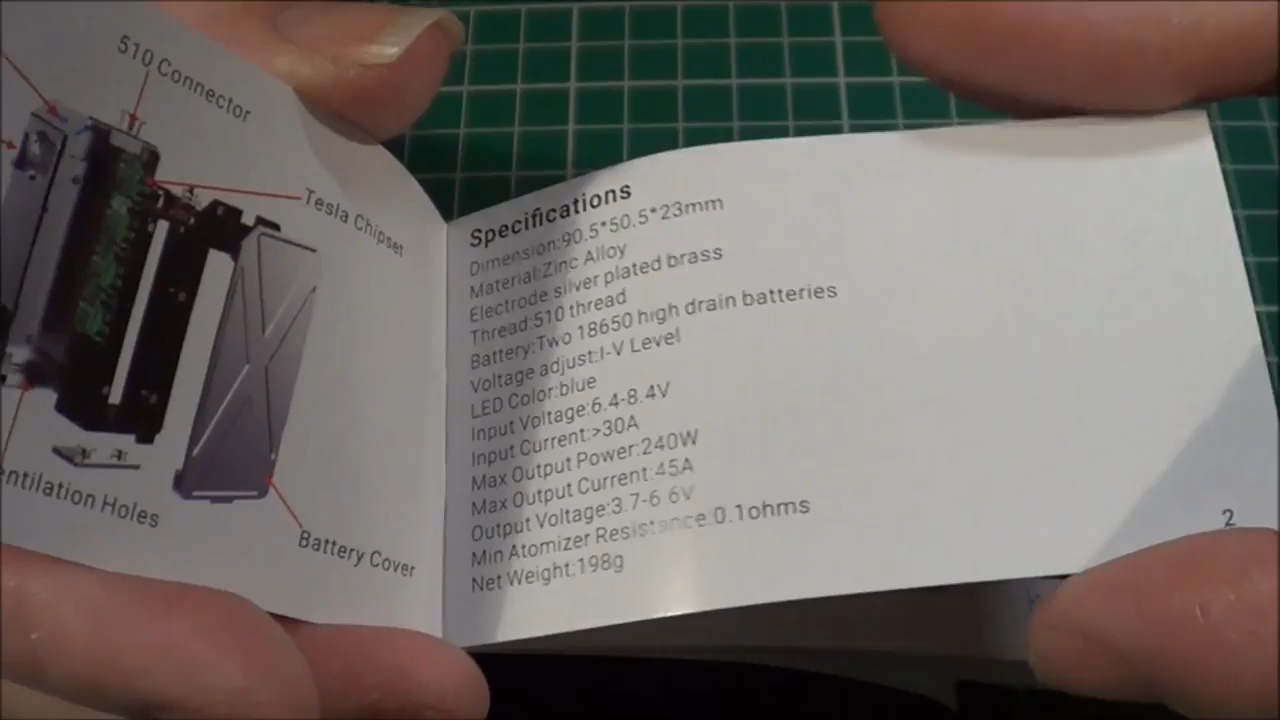 510 Connector
Tesla Chipset
entilation Holes
Battery Cover
Specifications
Dimension:90.5*50.5*23mm
Material:Zinc Alloy
Electrode silver plated brass
Thread:510 thread
Battery:Two 18650 high drain batteries
Voltage adjust:I-V Level
LED Color:blue
Input Voltage:6.4-8.4V
Input Current:>30A
Max Output Power:240W
Max Output Current:45A
Output Voltage:3.7-6 6V
Min Atomizer Resistance:0.1ohms
Net Weight:198g
2